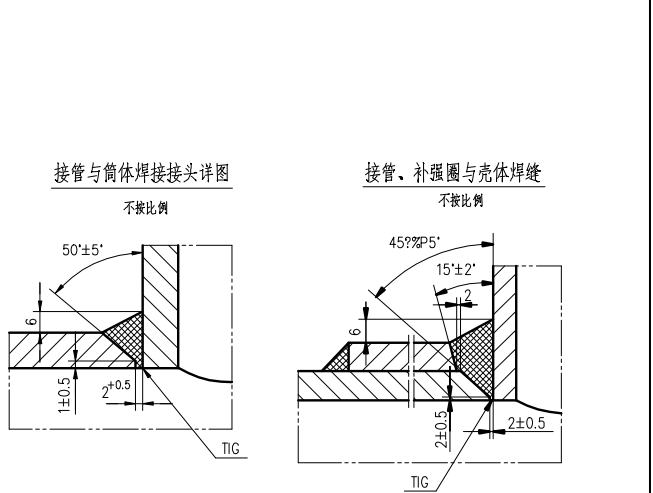 接管与筒体焊接接头详图
不按比例
50°±5°
6
1±0.5
2+0.5
TIG
接管、补强圈与壳体焊缝
不按比例
45?%P5°
15°±2°
2
6
2±0.5
2±0.5
TIG